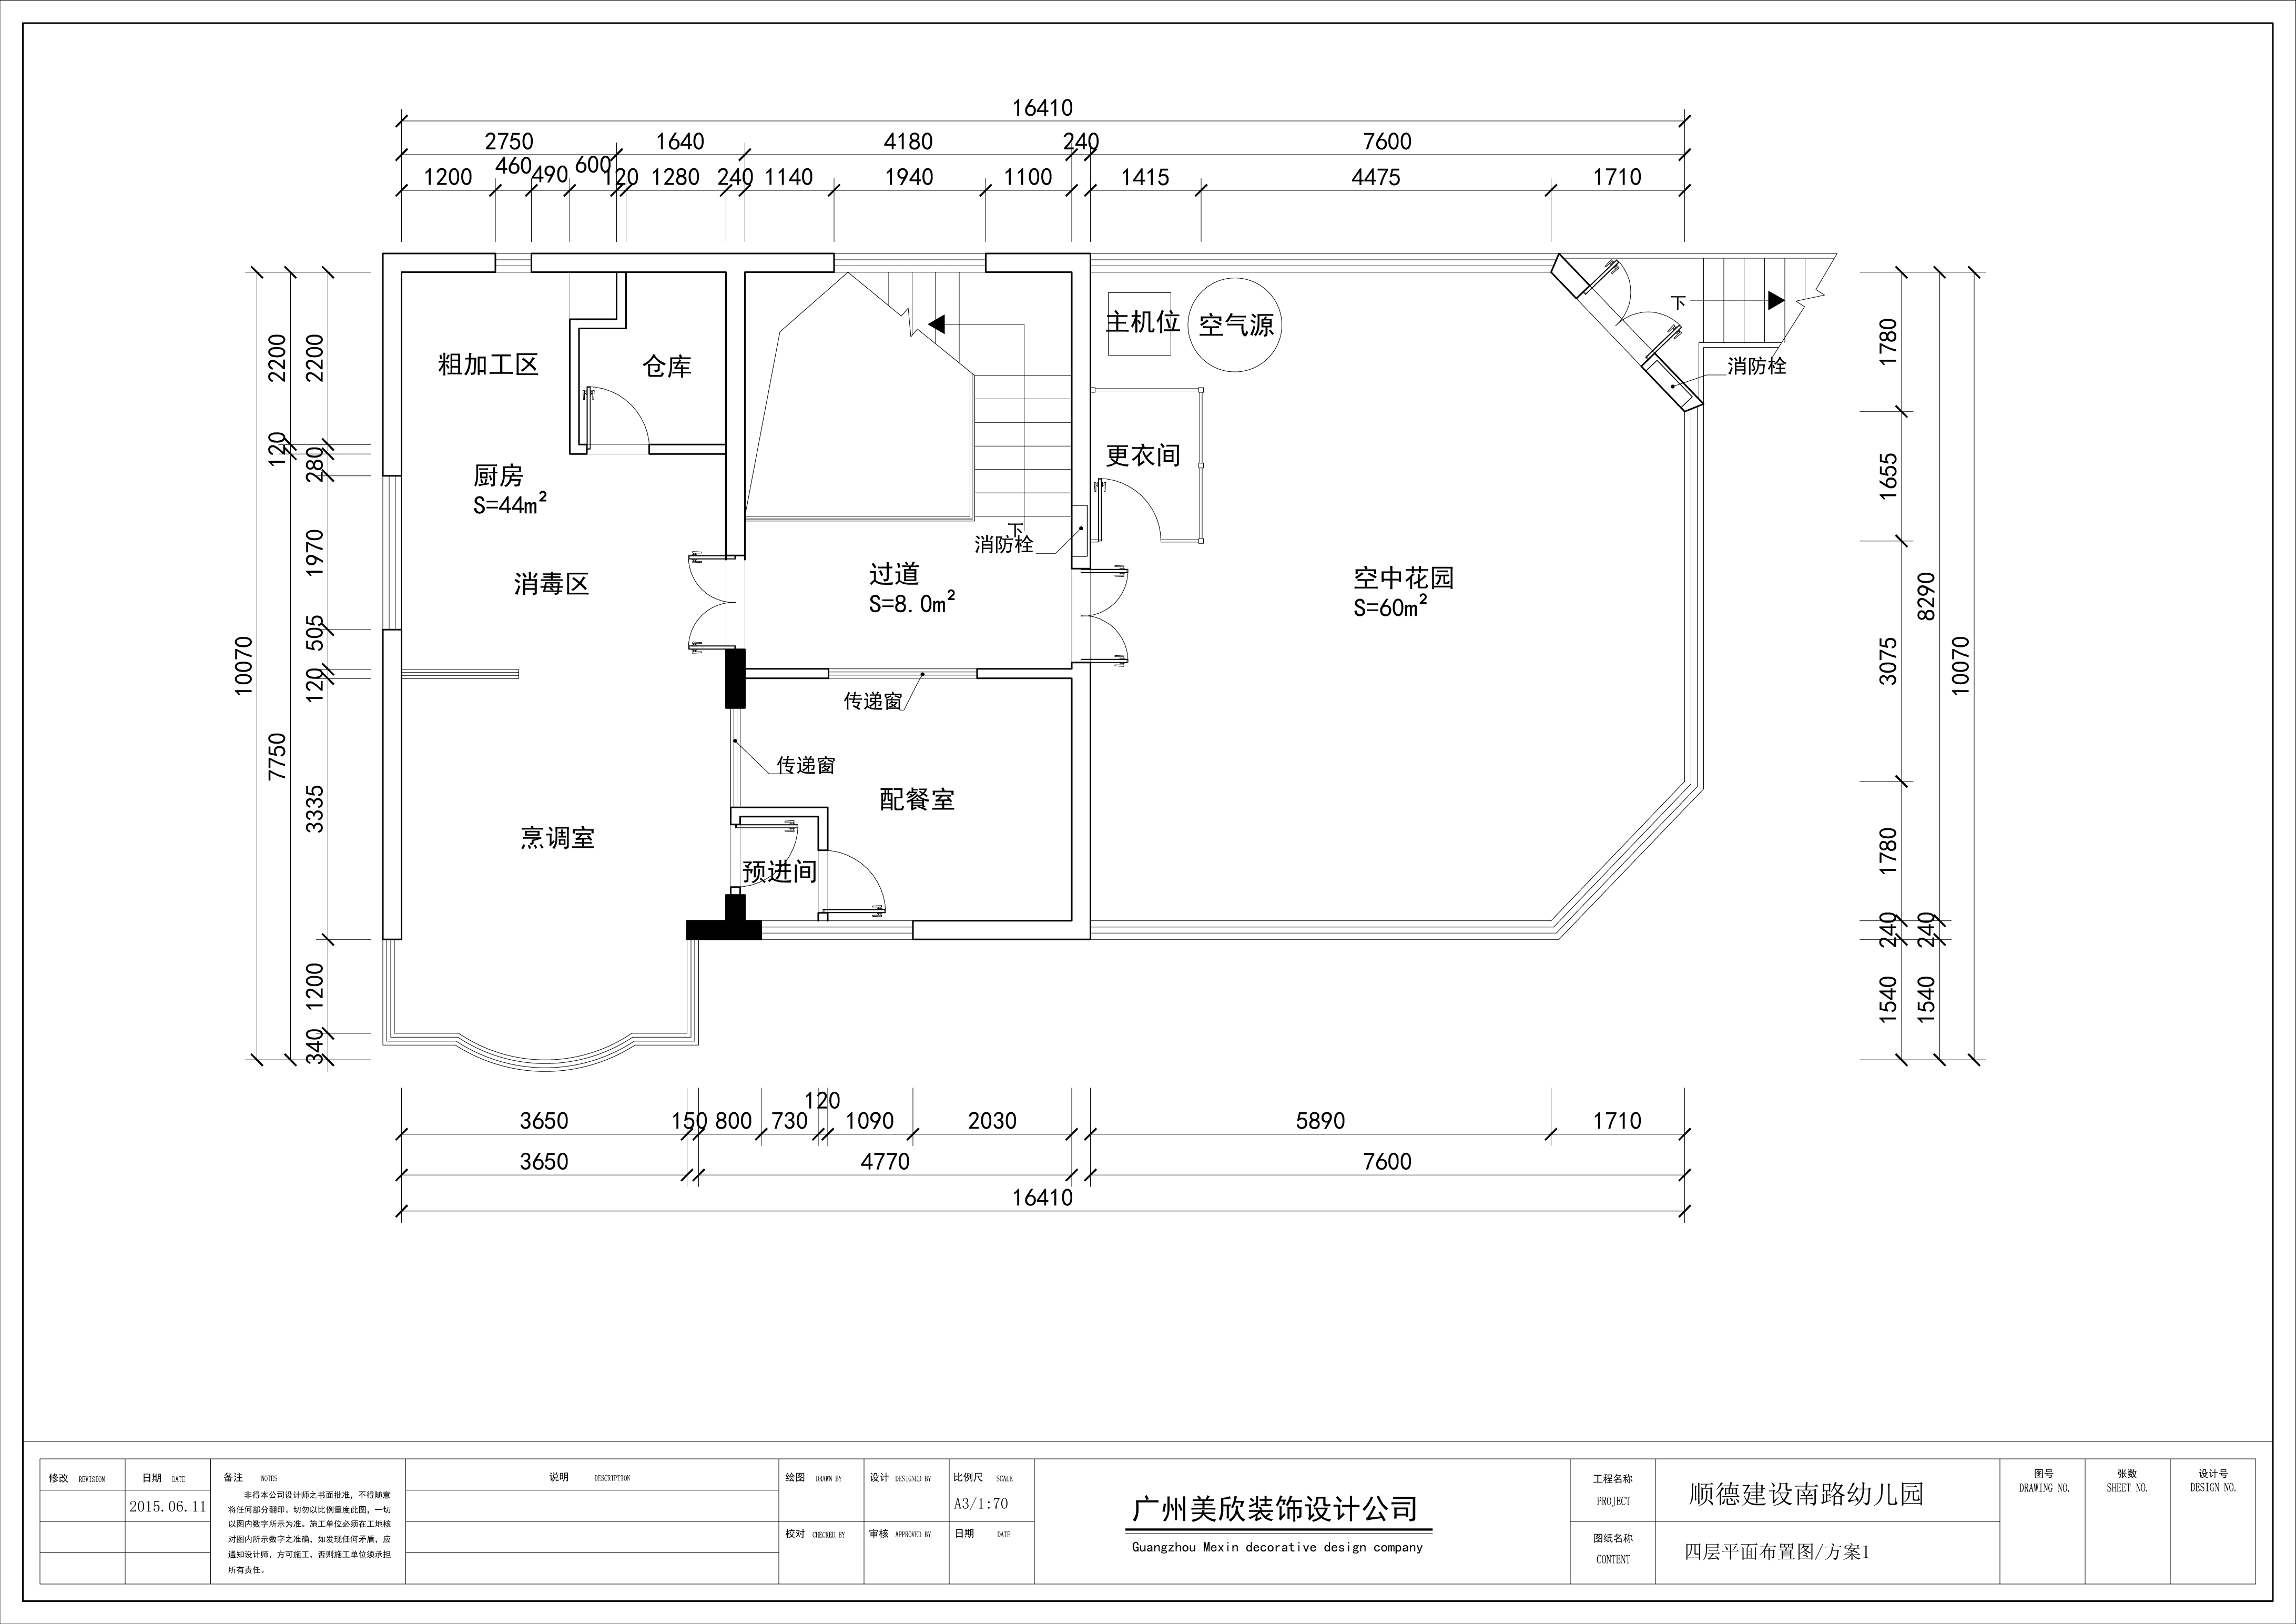 16410
2750 1640 4180 240 7600
1200 460 490 600 120 1280 240 1140 1940 1100 1415 4475 1710
主机位
空气源
下
消防栓
粗加工区
仓库
更衣间
厨房
S=44m²
下
消防栓
消毒区
过道
S=8.0m²
空中花园
S=60m²
传递窗
传递窗
配餐室
烹调室
预进间
2200 120 7750
10070
2200 280 1970 505 120 3335 1200 340
1780 1655 3075 1780 240 1540
8290 240 1540
10070
3650 150 800 730 120 1090 2030 5890 1710
3650 4770 7600
16410
修改 REVISION
日期 DATE
2015.06.11
备注 NOTES
非得本公司设计师之书面批准，不得随意
将任何部分翻印。切勿以比例量度此图，一切
以图内数字所示为准。施工单位必须在工地核
对图内所示数字之准确，如发现任何矛盾，应
通知设计师，方可施工，否则施工单位须承担
所有责任。
说明 DESCRIPTION
绘图 DRAWN BY
设计 DESIGNED BY
比例尺 SCALE
A3/1:70
校对 CHECKED BY
审核 APPROVED BY
日期 DATE
广州美欣装饰设计公司
Guangzhou Mexin decorative design company
工程名称
PROJECT
顺德建设南路幼儿园
图纸名称
CONTENT
四层平面布置图/方案1
图号
DRAWING NO.
张数
SHEET NO.
设计号
DESIGN NO.